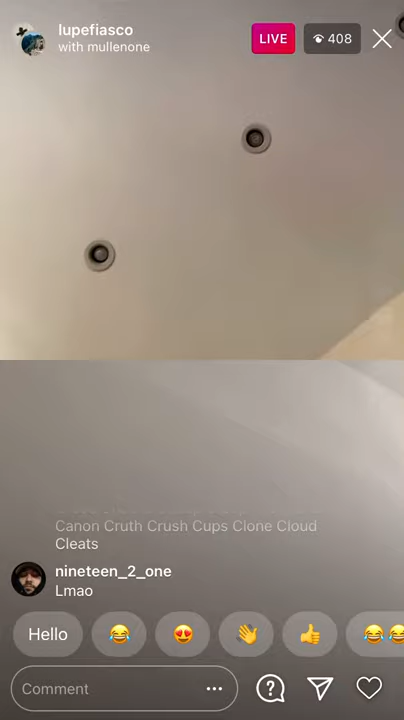 lupefiasco
with mullenone
LIVE
408
Canon Cruth Crush Cups Clone Cloud
Cleats
nineteen_2_one
Lmao
Hello
Comment